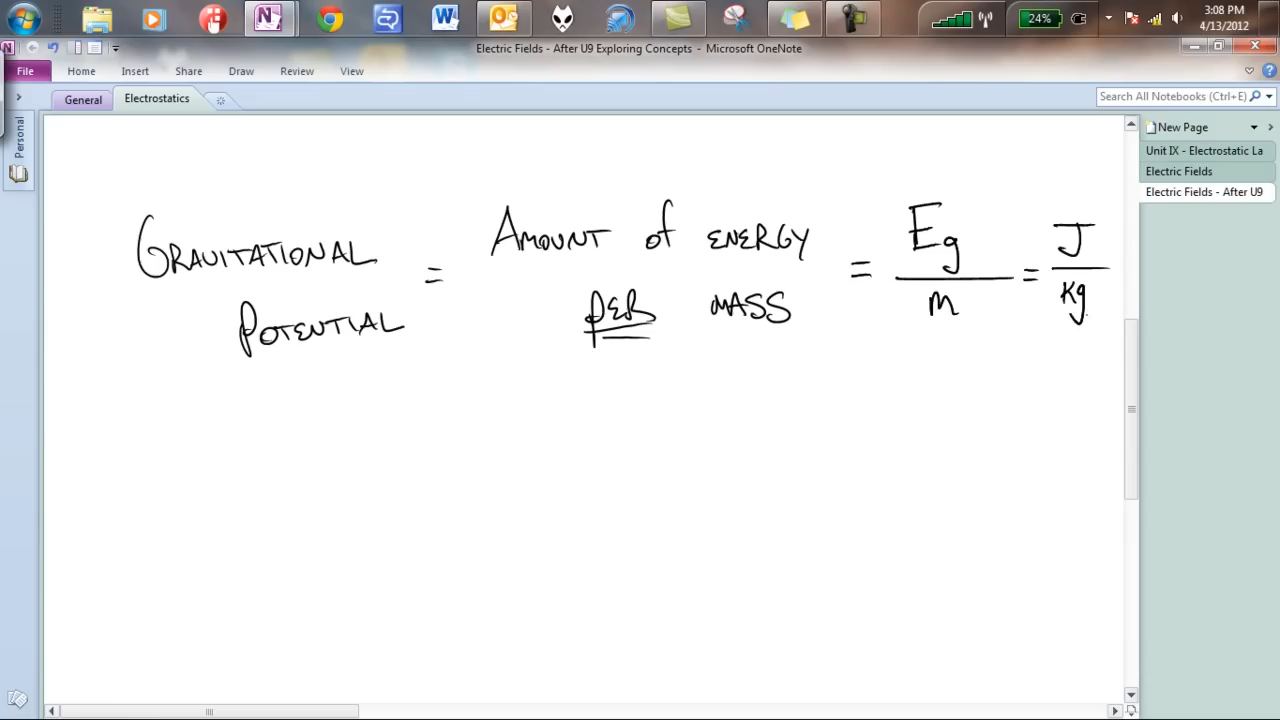 3:08 PM
24%
4/13/2012
Electric Fields - After U9 Exploring Concepts - Microsoft OneNote
File Home Insert Share Draw Review View
General Electrostatics
Search All Notebooks (Ctrl+E)
Personal
New Page
Unit IX - Electrostatic La
Electric Fields
Electric Fields - After U9
GRAVITATIONAL POTENTIAL = AMOUNT of ENERGY PER MASS = Eg/m = J/kg